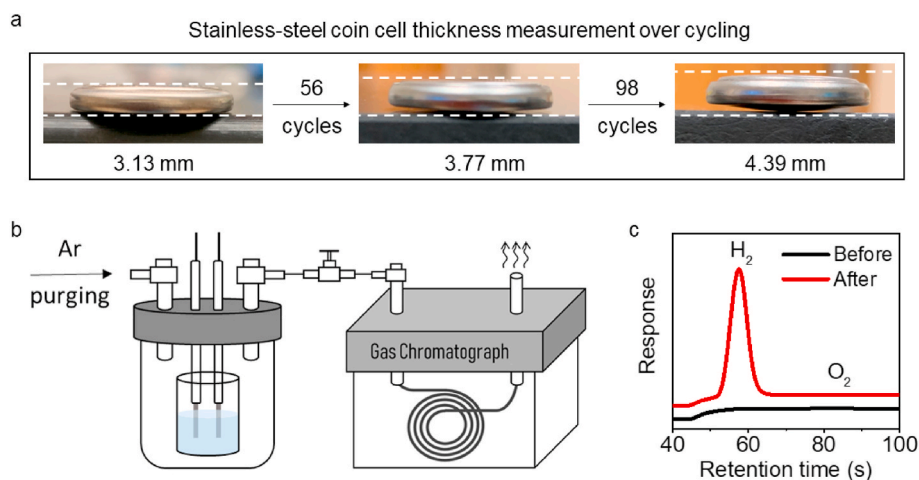 a
Stainless-steel coin cell thickness measurement over cycling
56
cycles
98
cycles
3.13 mm
3.77 mm
4.39 mm
b
Ar
purging
Gas Chromatograph
c
H2
Before
After
O2
Response
40 60 80 100
Retention time (s)